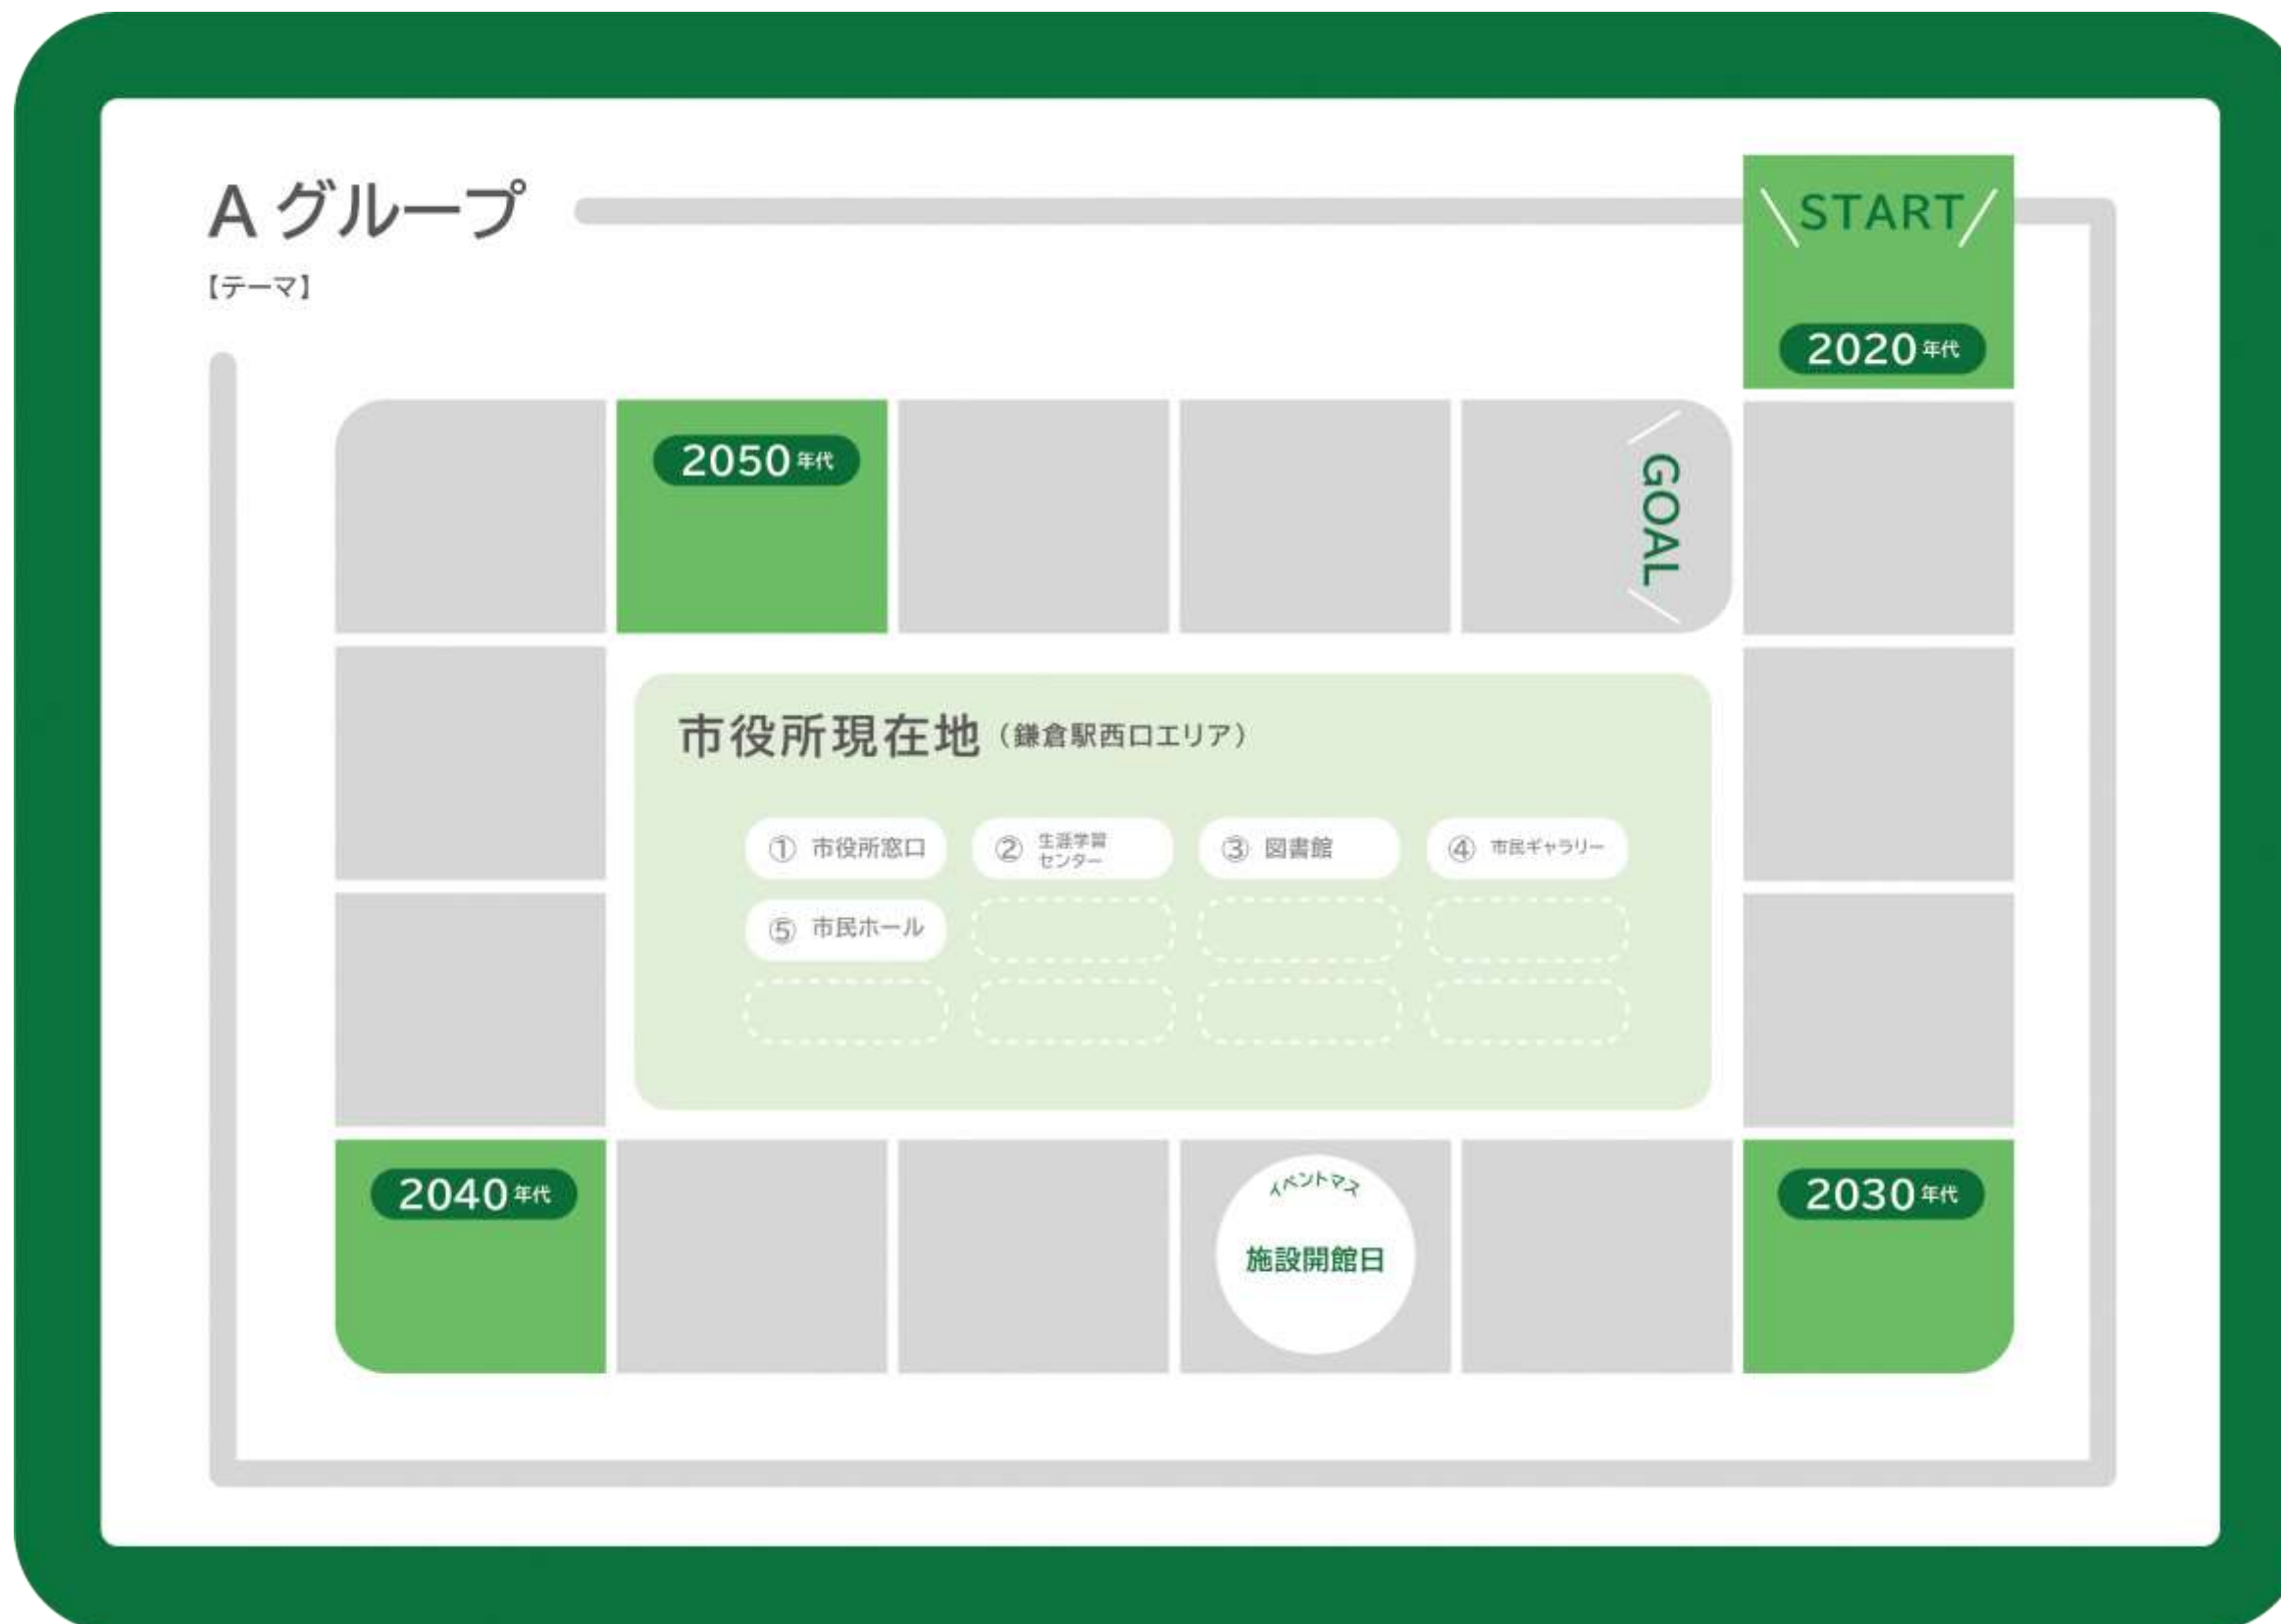 A グループ
【テーマ】
START
2020年代
2050年代
GOAL
市役所現在地（鎌倉駅西口エリア）
① 市役所窓口
② 生涯学習
センター
③ 図書館
④ 市民ギャラリー
⑤ 市民ホール
2040年代
イベントマス
施設開館日
2030年代